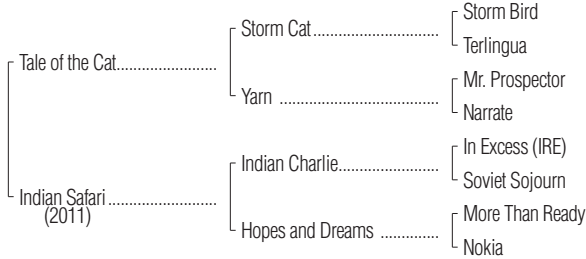 Storm Bird
Storm Cat..............................
Terlingua
Tale of the Cat........................
Mr. Prospector
Yarn ......................................
Narrate
In Excess (IRE)
Indian Charlie........................
Soviet Sojourn
Indian Safari ..........................
(2011)
More Than Ready
Hopes and Dreams ..............
Nokia